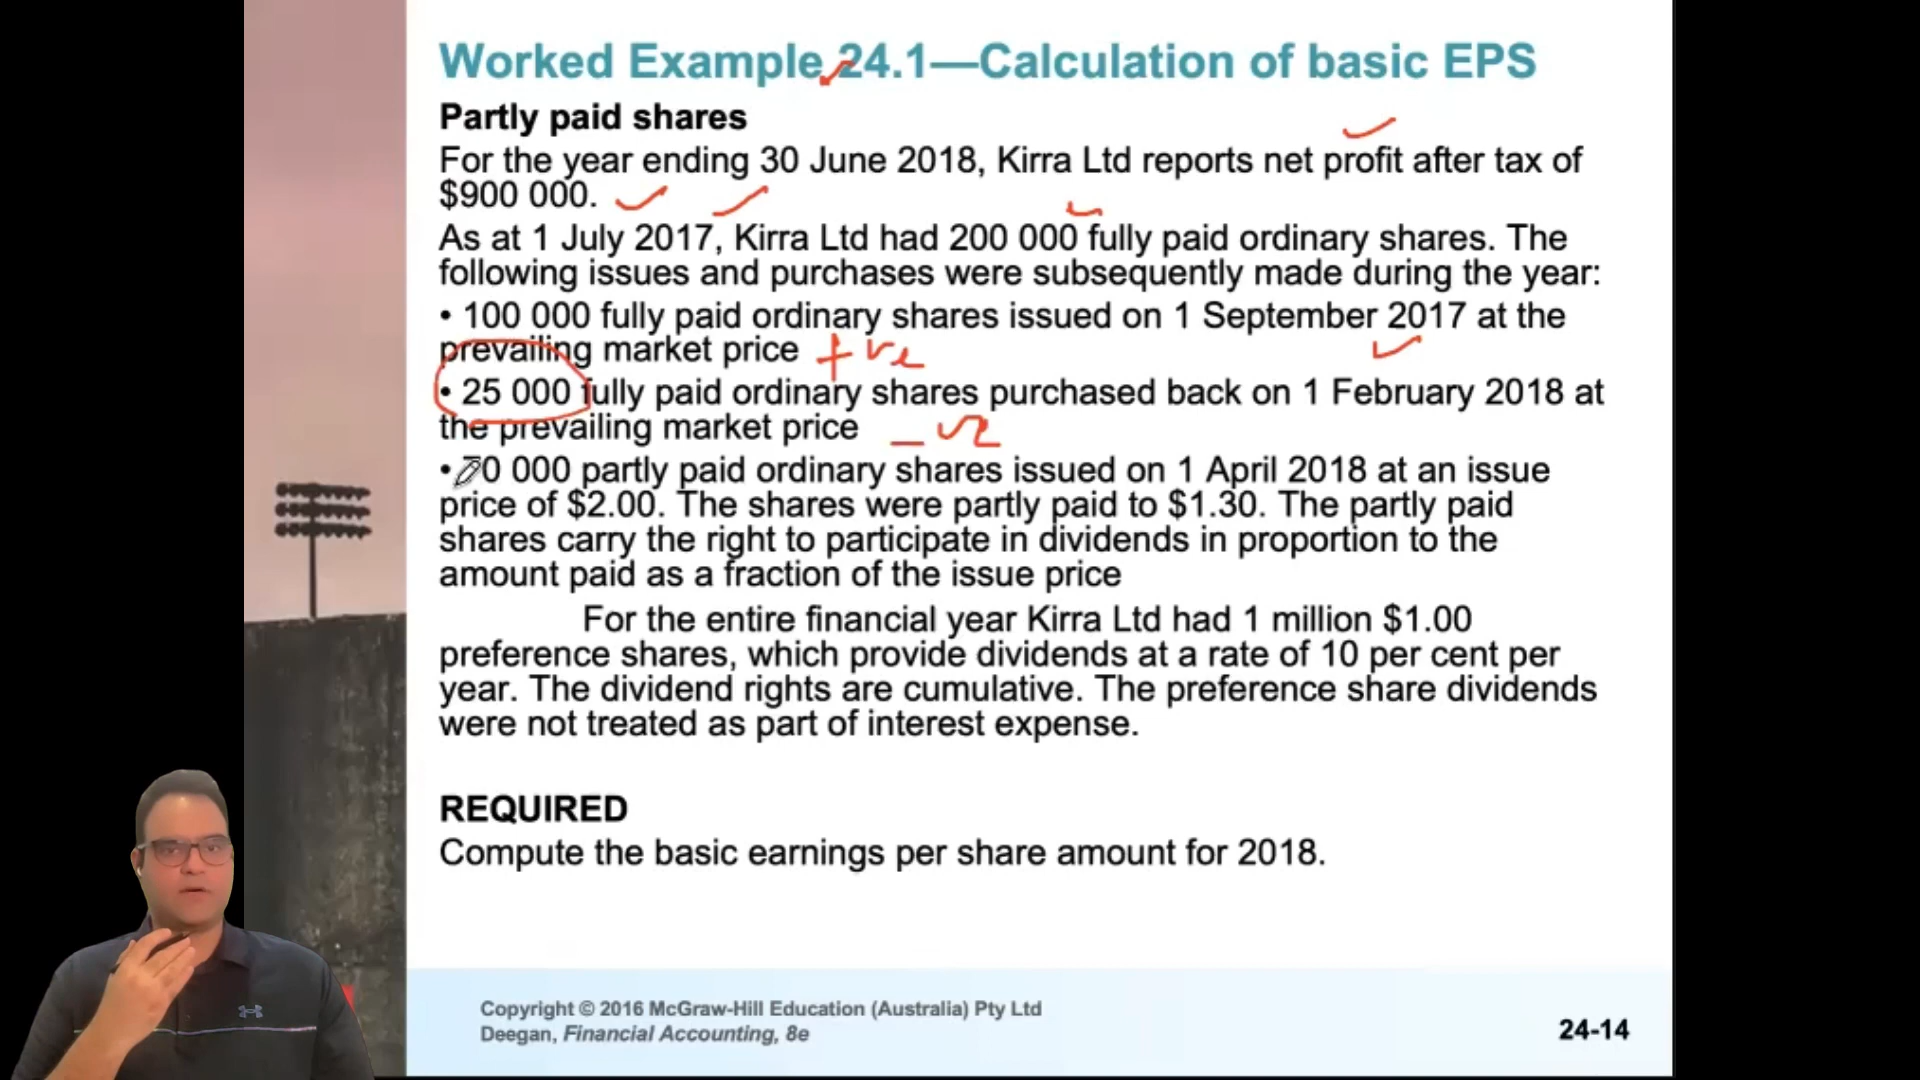 Worked Example 24.1—Calculation of basic EPS
Partly paid shares
For the year ending 30 June 2018, Kirra Ltd reports net profit after tax of
$900 000.
As at 1 July 2017, Kirra Ltd had 200 000 fully paid ordinary shares. The
following issues and purchases were subsequently made during the year:
• 100 000 fully paid ordinary shares issued on 1 September 2017 at the
prevailing market price +ve
• 25 000 fully paid ordinary shares purchased back on 1 February 2018 at
the prevailing market price -ve
• 000 partly paid ordinary shares issued on 1 April 2018 at an issue
price of $2.00. The shares were partly paid to $1.30. The partly paid
shares carry the right to participate in dividends in proportion to the
amount paid as a fraction of the issue price
For the entire financial year Kirra Ltd had 1 million $1.00
preference shares, which provide dividends at a rate of 10 per cent per
year. The dividend rights are cumulative. The preference share dividends
were not treated as part of interest expense.
REQUIRED
Compute the basic earnings per share amount for 2018.
Copyright © 2016 McGraw-Hill Education (Australia) Pty Ltd
Deegan, Financial Accounting, 8e
24-14